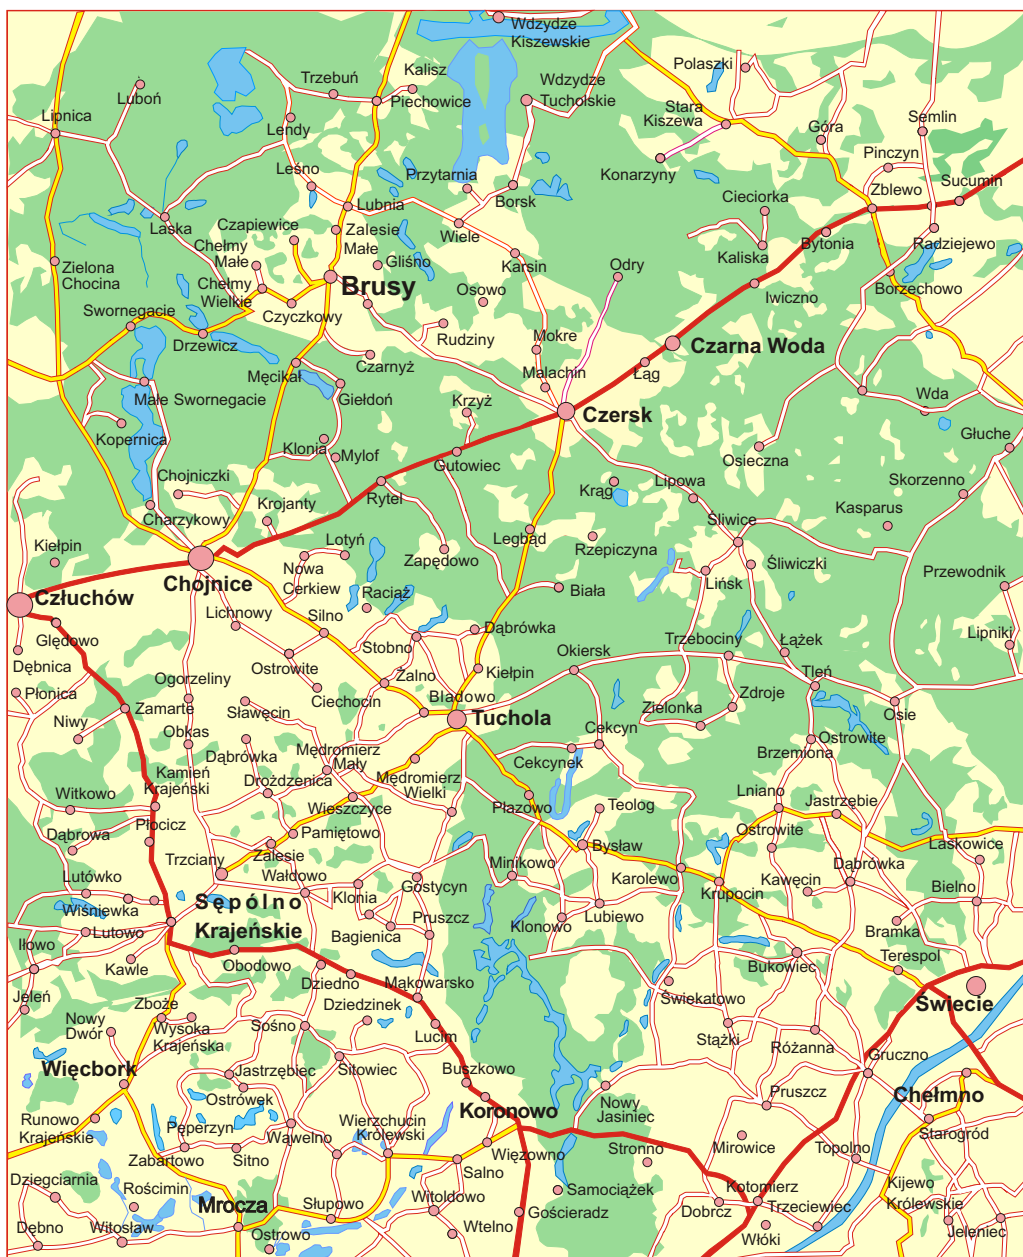 Wdzydze
Kiszewskie
Polaszki
Trzebuń
Kalisz
Luboń
Piechowice
Wdzydze
Tucholskie
Stara
Kiszewa
Lipnica
Lendy
Góra
Semlin
Pinczyn
Leśno
Przytarnia
Konarzyny
Cieciorka
Zblewo
Sucumin
Borsk
Lubnia
Laska
Czapiewice
Zalesie
Małe
Wiele
Kaliska
Bytonia
Radziejewo
Chełmy
Małe
Gliśno
Karsin
Odry
Zielona
Chocina
Chełmy
Wielkie
Brusy
Osowo
Iwiczno
Borzechowo
Swornegacie
Czyczkowy
Drzewicz
Rudziny
Mokre
Czarna Woda
Czarnyż
Męcikał
Malachin
Łąg
Małe Swornegacie
Giełdoń
Krzyż
Czersk
Wda
Kopernica
Klonia
Mylof
Gutowiec
Osieczna
Głuche
Chojniczki
Krojanty
Rytel
Krąg
Lipowa
Skorzenno
Charzykowy
Kasparus
Śliwice
Legbąd
Kiełpin
Lotyń
Zapędowo
Rzepiczyna
Chojnice
Nowa
Cerkiew
Raciąż
Biała
Lińsk
Śliwiczki
Przewodnik
Człuchów
Lichnowy
Silno
Ględowo
Stobno
Dąbrówka
Trzebociny
Łążek
Lipniki
Dębnica
Ostrowite
Okiersk
Żalno
Kiełpin
Tleń
Płonica
Ogorzeliny
Ciechocin
Bladowo
Zdroje
Zamarte
Sławęcin
Tuchola
Zielonka
Osie
Niwy
Obkas
Cekcyn
Ostrowite
Dąbrówka
Mędromierz
Mały
Brzemiona
Kamień
Krajeński
Drożdzenica
Mędromierz
Wielki
Cekcynek
Witkowo
Wieszczyce
Płazowo
Teolog
Lniano
Jastrzębie
Dąbrowa
Płocicz
Pamiętowo
Ostrowite
Trzciany
Zalesie
Minikowo
Bysław
Laskowice
Lutówko
Wałdowo
Gostycyn
Karolewo
Kawęcin
Dąbrówka
Wiśniewka
Sępólno
Krajeńskie
Klonia
Krupocin
Bielno
Lutowo
Pruszcz
Lubiewo
Iłowo
Bagienica
Klonowo
Bramka
Kawle
Obodowo
Bukowiec
Terespol
Jeleń
Dziedno
Makowarsko
Świekatowo
Świecie
Zboże
Dziedzinek
Nowy
Dwór
Wysoka
Krajeńska
Sośno
Lucim
Stążki
Różanna
Więcbork
Jastrzębiec
Sitowiec
Gruczno
Buszkowo
Ostrówek
Chełmno
Koronowo
Nowy
Jasiniec
Pruszcz
Runowo
Krajeńskie
Pęperzyn
Wąwelno
Wierzchucin
Królewski
Starogród
Więzowno
Stronno
Mirowice
Topolno
Zabartowo
Sitno
Salno
Dzięgciarnia
Rościmin
Samociążek
Kotomierz
Kijewo
Królewskie
Mrocza
Słupowo
Witoldowo
Gościeradz
Dobrcz
Trzeciewiec
Dębno
Witosław
Ostrowo
Wtelno
Włóki
Jeleniec